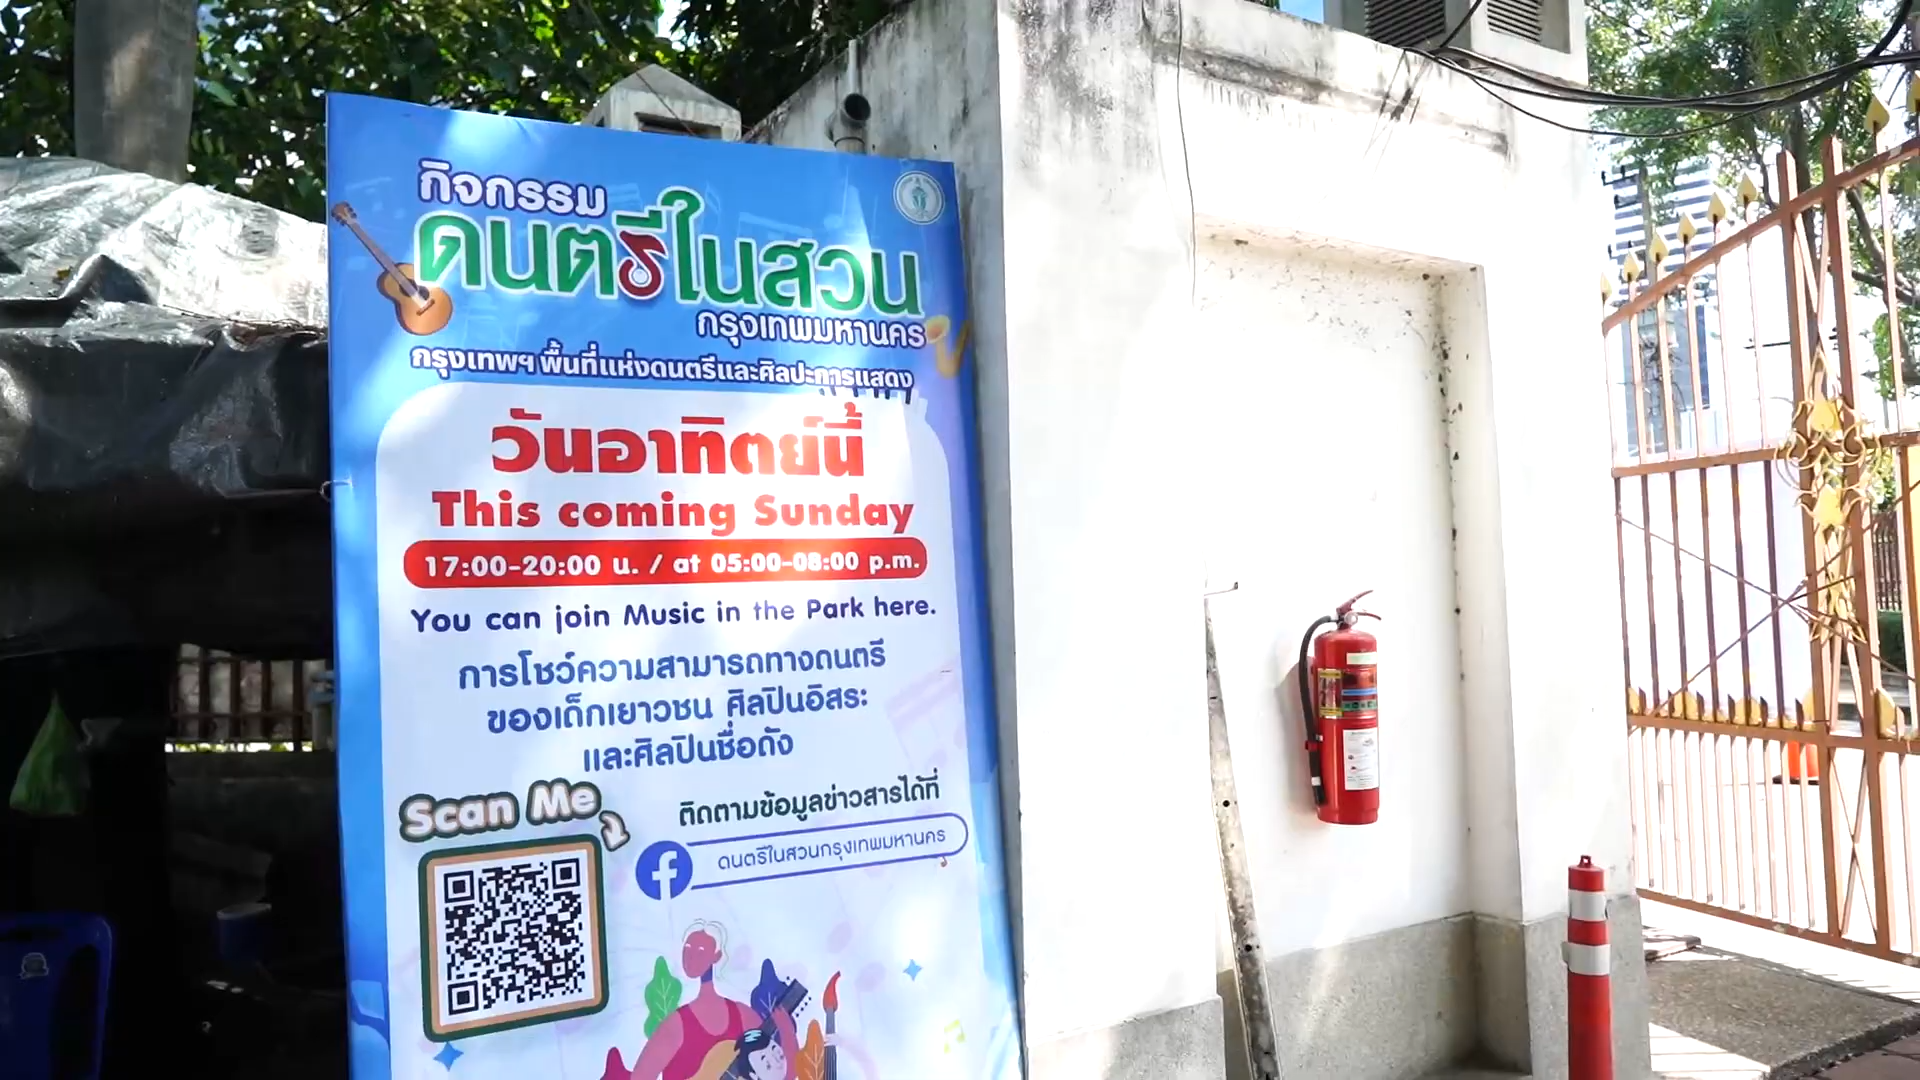 กิจกรรม
ดนตรีในสวน
กรุงเทพมหานคร
กรุงเทพฯ พื้นที่แห่งดนตรีและศิลปะการแสดง
วันอาทิตย์นี้
This coming Sunday
17:00-20:00 น. / at 05:00-08:00 p.m.
You can join Music in the Park here.
การโชว์ความสามารถทางดนตรี
ของเด็กเยาวชน ศิลปินอิสระ
และศิลปินชื่อดัง
Scan Me
ติดตามข้อมูลข่าวสารได้ที่
ดนตรีในสวนกรุงเทพมหานคร